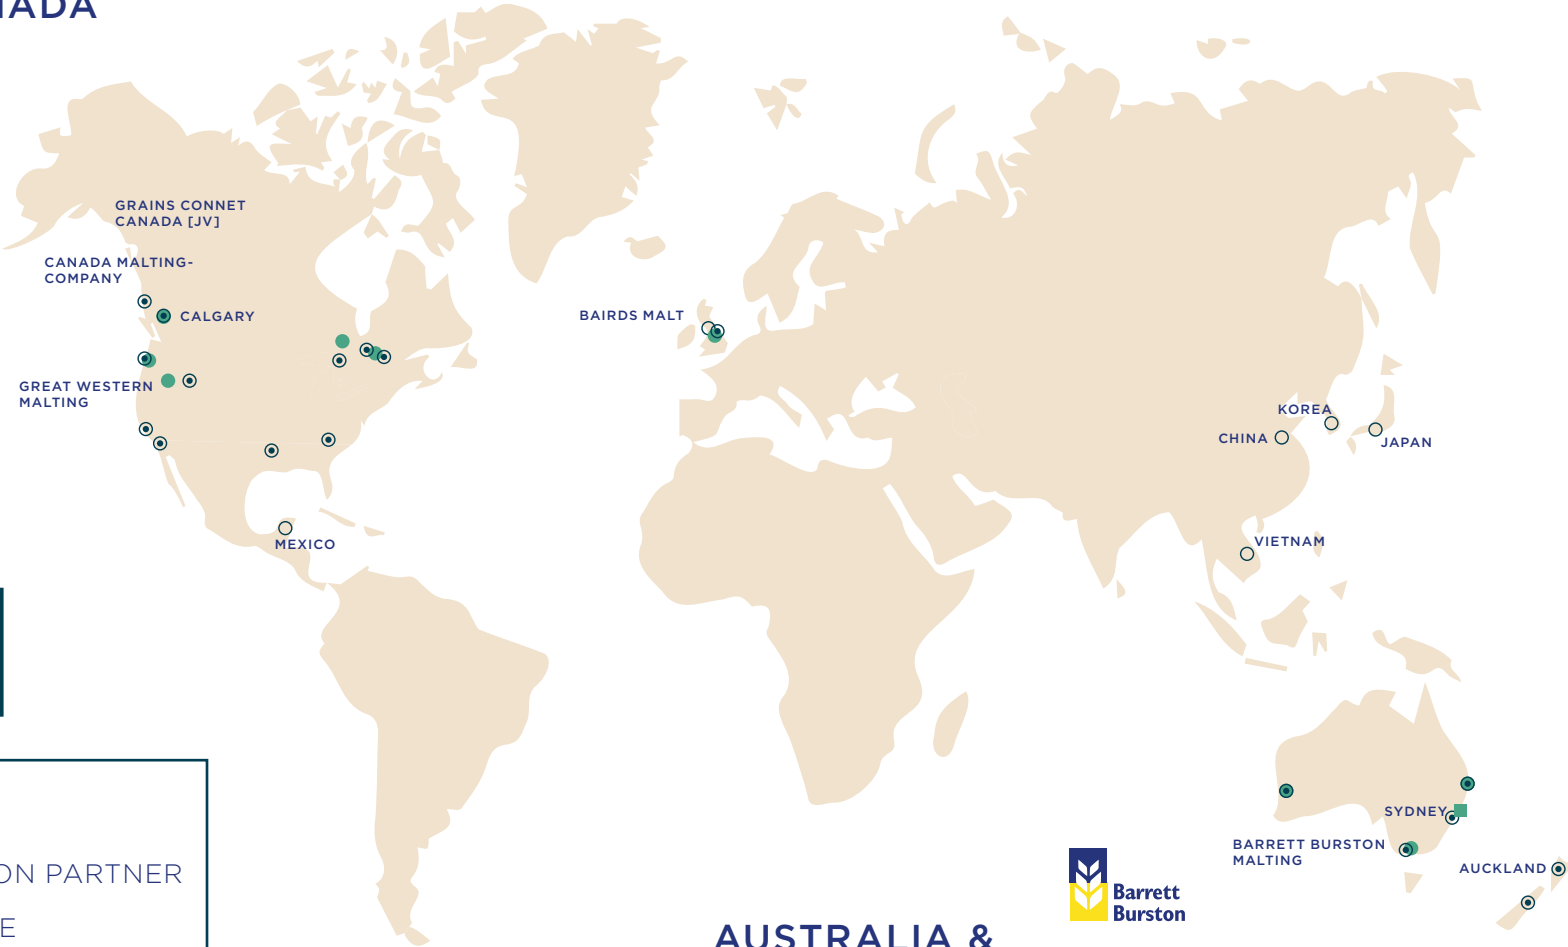 NADA
GRAINS CONNET
CANADA [JV]
CANADA MALTING-
COMPANY
CALGARY
GREAT WESTERN
MALTING
MEXICO
BAIRDS MALT
KOREA
CHINA
JAPAN
VIETNAM
SYDNEY
BARRETT BURSTON
MALTING
AUCKLAND
ON PARTNER
E
Barrett
Burston
AUSTRALIA &